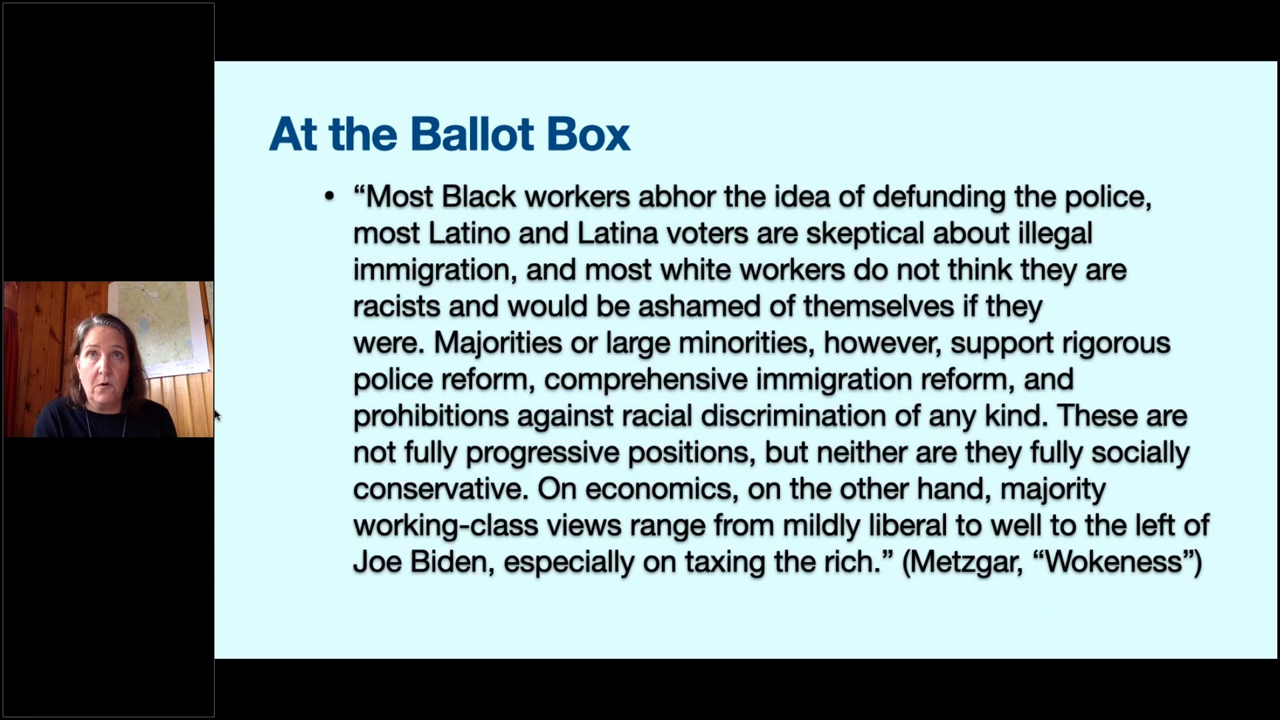 At the Ballot Box
• “Most Black workers abhor the idea of defunding the police,
most Latino and Latina voters are skeptical about illegal
immigration, and most white workers do not think they are
racists and would be ashamed of themselves if they
were. Majorities or large minorities, however, support rigorous
police reform, comprehensive immigration reform, and
prohibitions against racial discrimination of any kind. These are
not fully progressive positions, but neither are they fully socially
conservative. On economics, on the other hand, majority
working-class views range from mildly liberal to well to the left of
Joe Biden, especially on taxing the rich.” (Metzgar, “Wokeness”)